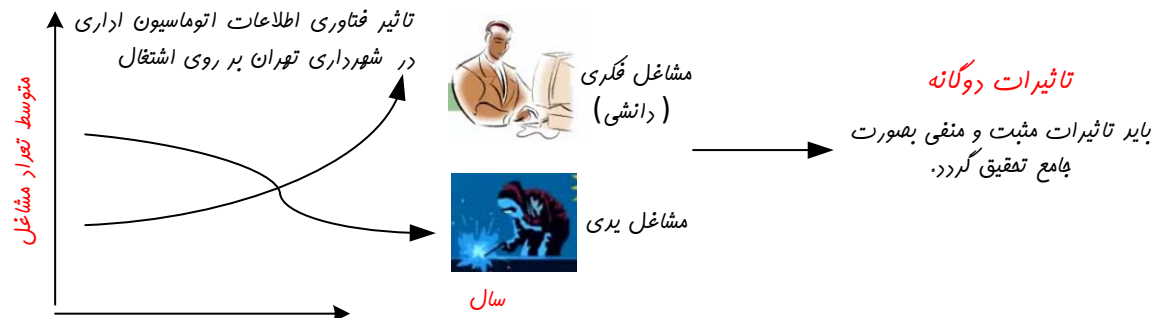 تاثیر فناوری اطلاعات اتوماسیون اداری
در شهرداری تهران بر روی اشتغال
متوسط تعداد مشاغل
مشاغل فکری
(دانشی)
مشاغل یدی
سال
تاثیرات دوگانه
باید تاثیرات مثبت و منفی بصورت
جامع تحقیق گردد.